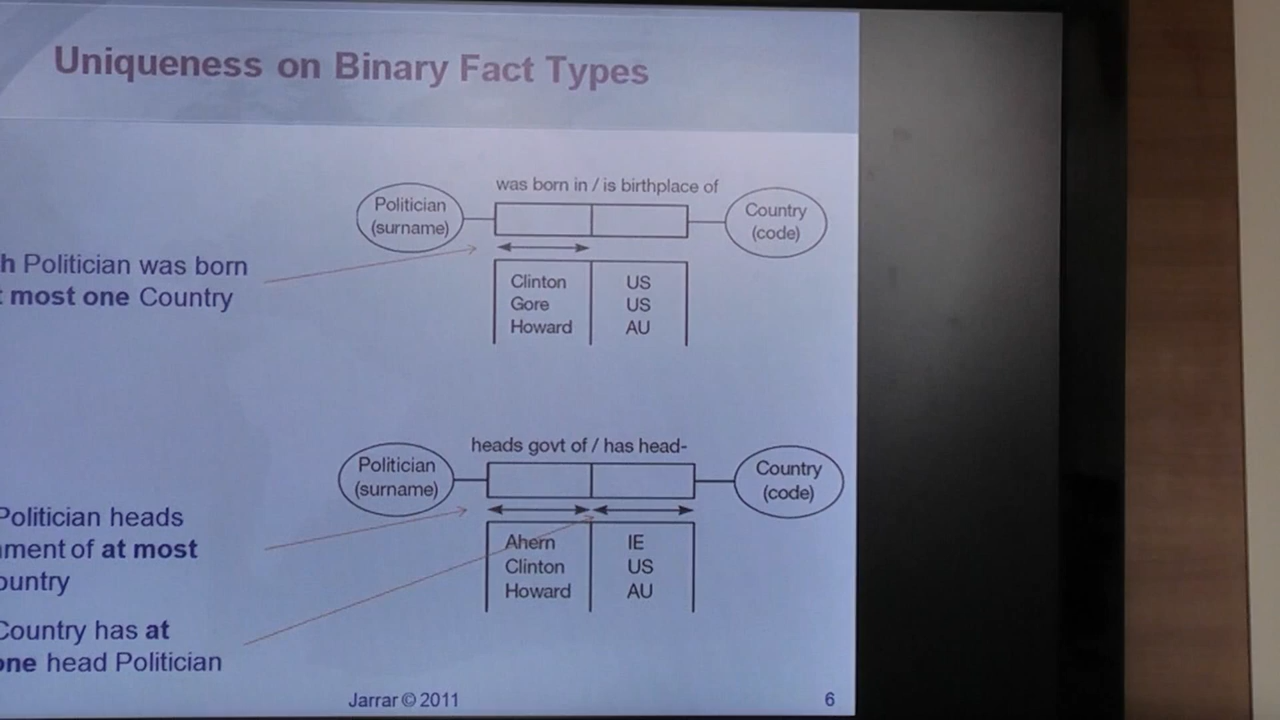 Uniqueness on Binary Fact Types
was born in / is birthplace of
Politician
(surname)
Country
(code)
Politician was born
most one Country
Clinton US
Gore US
Howard AU
heads govt of / has head-
Politician
(surname)
Country
(code)
Politician heads
of at most
Ahern IE
Clinton US
Howard AU
Country has at
one head Politician
Jarrar © 2011
6